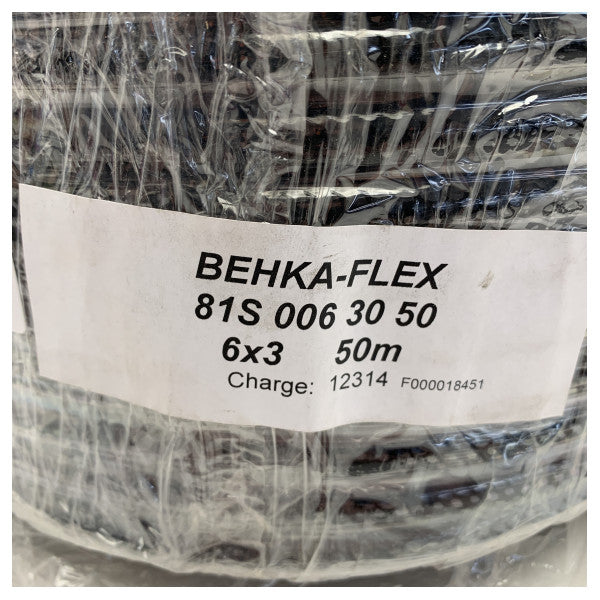 BEHKA-FLEX
81S 006 30 50
6x3 50m
Charge: 12314 F000018451